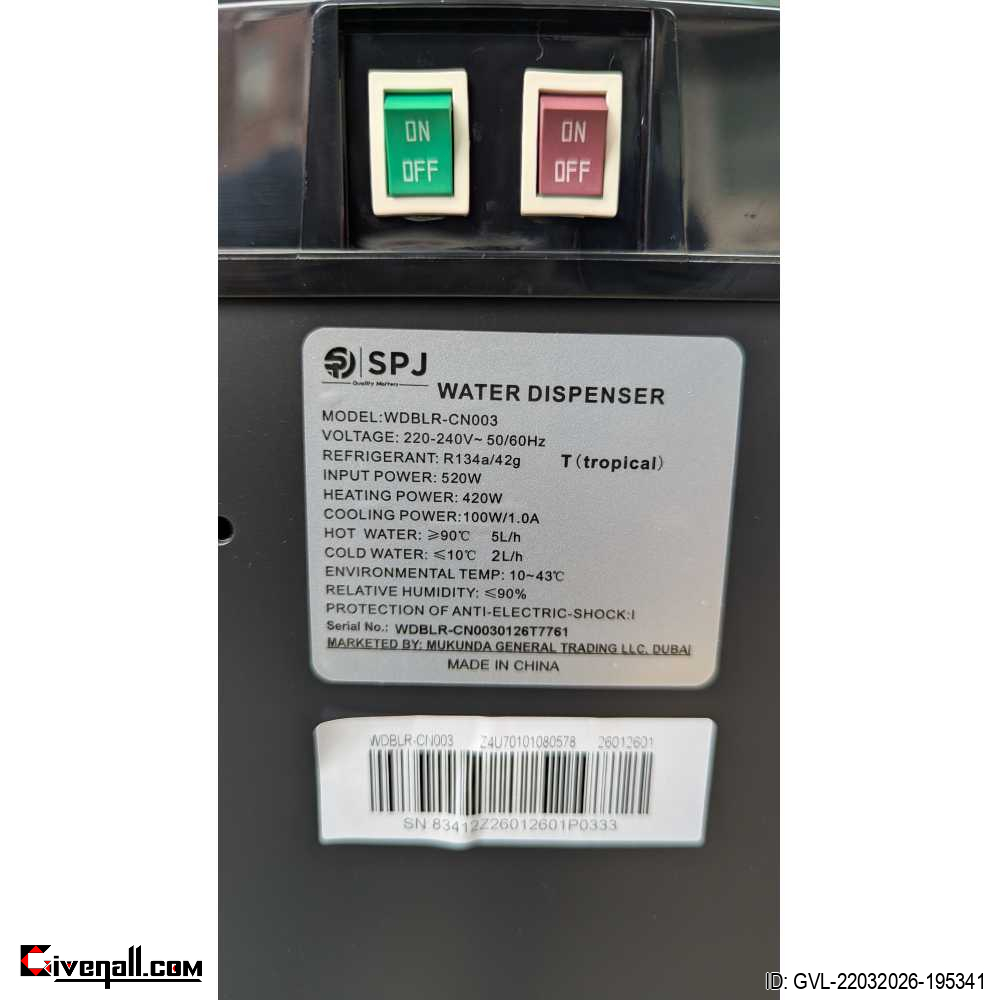 ON
OFF
ON
OFF
SPJ
Quality Matters
WATER DISPENSER
MODEL:WDBLR-CN003
VOLTAGE: 220-240V~ 50/60Hz
REFRIGERANT: R134a/42g T(tropical)
INPUT POWER: 520W
HEATING POWER: 420W
COOLING POWER:100W/1.0A
HOT WATER: ≥90℃ 5L/h
COLD WATER: ≤10℃ 2L/h
ENVIRONMENTAL TEMP: 10~43℃
RELATIVE HUMIDITY: ≤90%
PROTECTION OF ANTI-ELECTRIC-SHOCK:I
Serial No.: WDBLR-CN0030126T7761
MARKETED BY: MUKUNDA GENERAL TRADING LLC, DUBAI
MADE IN CHINA
WDBLR-CN003 Z4U70101080578 26012601
SN 83412Z26012601P0333
Givenall.com
ID: GVL-22032026-195341